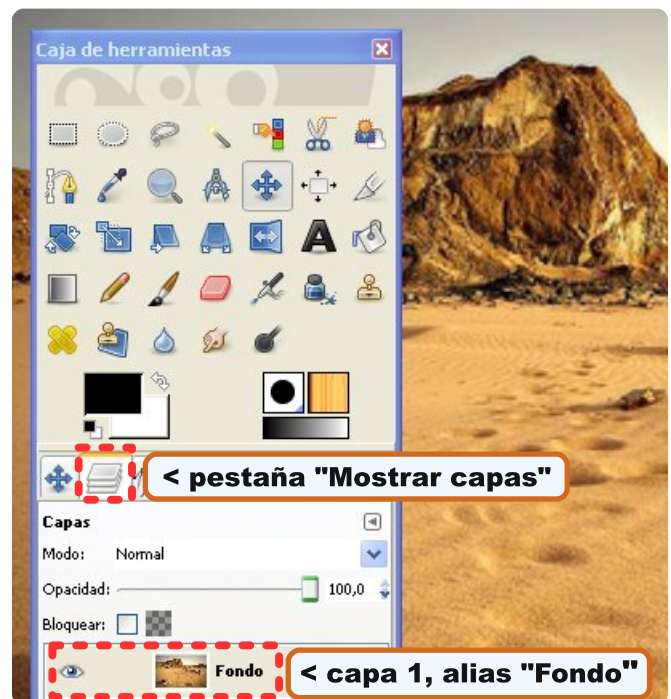 Caja de herramientas
< pestaña "Mostrar capas"
Capas
Modo: Normal
Opacidad: 100,0
Bloquear:
Fondo
< capa 1, alias "Fondo"